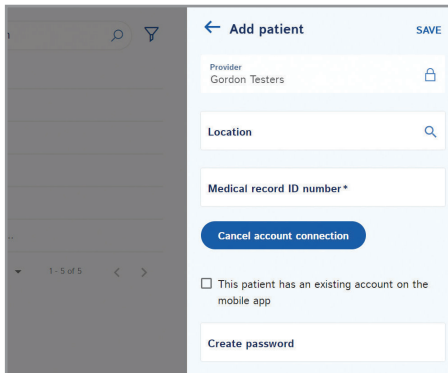 Add patient
SAVE
Provider
Gordon Testers
Location
Medical record ID number*
Cancel account connection
This patient has an existing account on the
mobile app
Create password
...
1 - 5 of 5